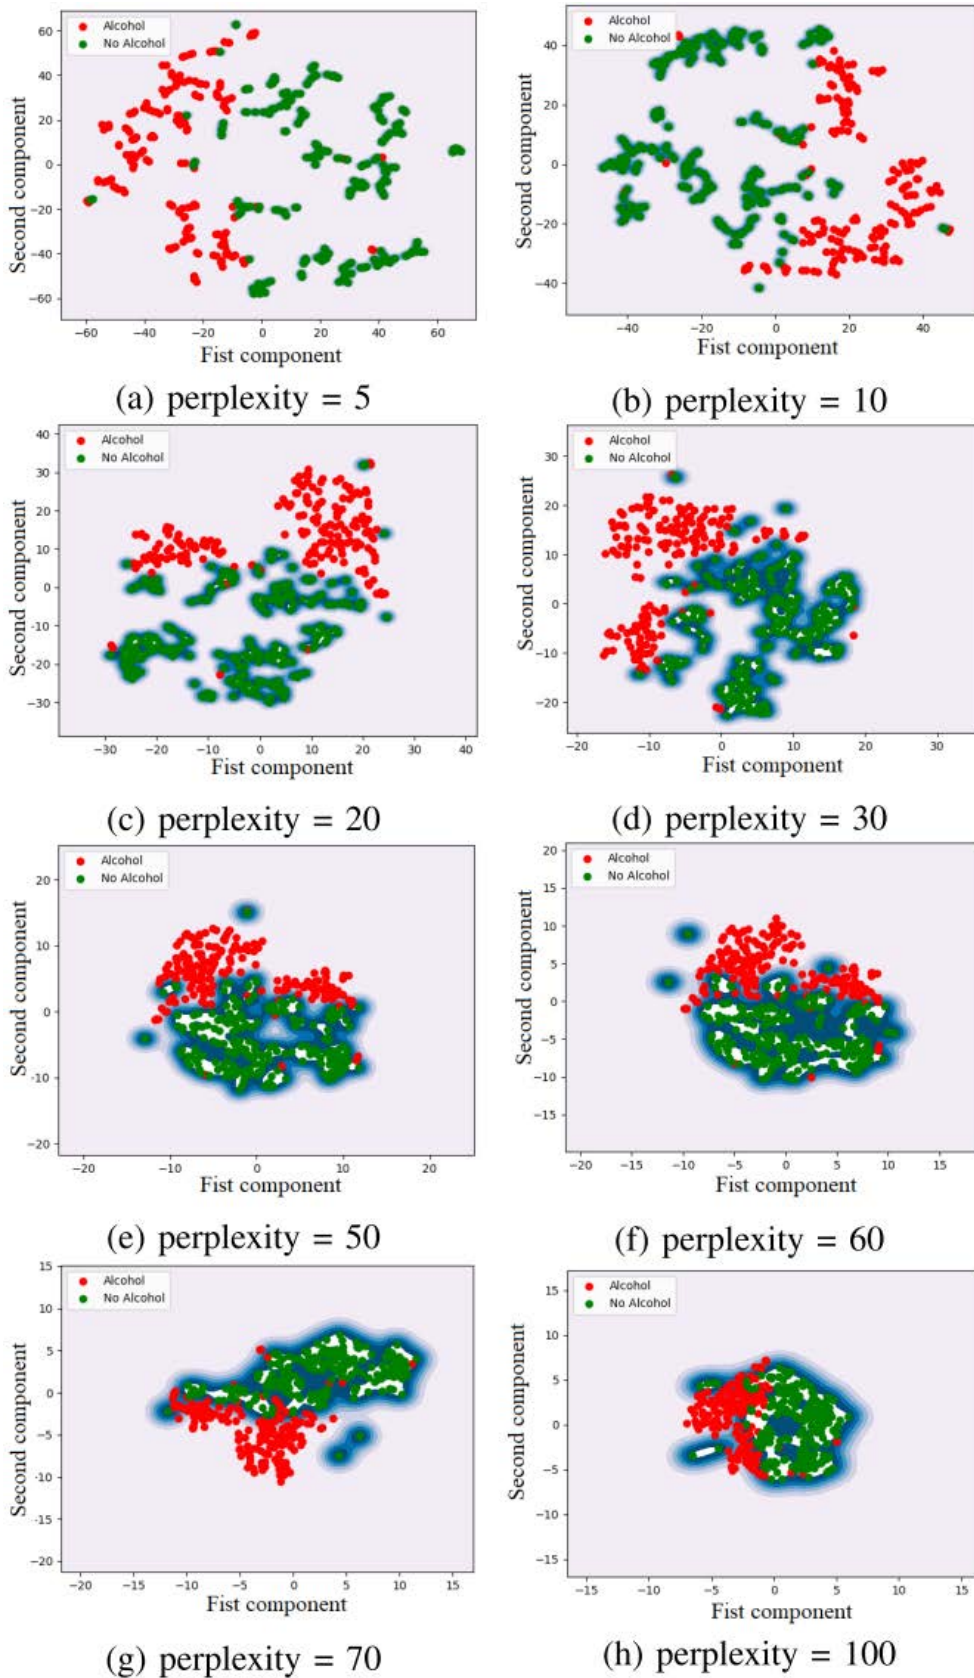 Alcohol
No Alcohol
60
40
20
0
−20
−40
−60
Second component
−60 −40 −20 0 20 40 60
Fist component
(a) perplexity = 5
Alcohol
No Alcohol
40
20
0
−20
−40
Second component
−40 −20 0 20 40
Fist component
(b) perplexity = 10
Alcohol
No Alcohol
40
30
20
10
0
−10
−20
−30
Second component
−30 −20 −10 0 10 20 30 40
Fist component
(c) perplexity = 20
Alcohol
No Alcohol
30
20
10
0
−10
−20
Second component
−20 −10 0 10 20 30
Fist component
(d) perplexity = 30
Alcohol
No Alcohol
20
10
0
−10
−20
Second component
−20 −10 0 10 20
Fist component
(e) perplexity = 50
Alcohol
No Alcohol
20
15
10
5
0
−5
−10
−15
Second component
−20 −15 −10 −5 0 5 10 15
Fist component
(f) perplexity = 60
Alcohol
No Alcohol
15
10
5
0
−5
−10
−15
−20
Second component
−20 −15 −10 −5 0 5 10 15
Fist component
(g) perplexity = 70
Alcohol
No Alcohol
15
10
5
0
−5
−10
−15
Second component
−15 −10 −5 0 5 10 15
Fist component
(h) perplexity = 100